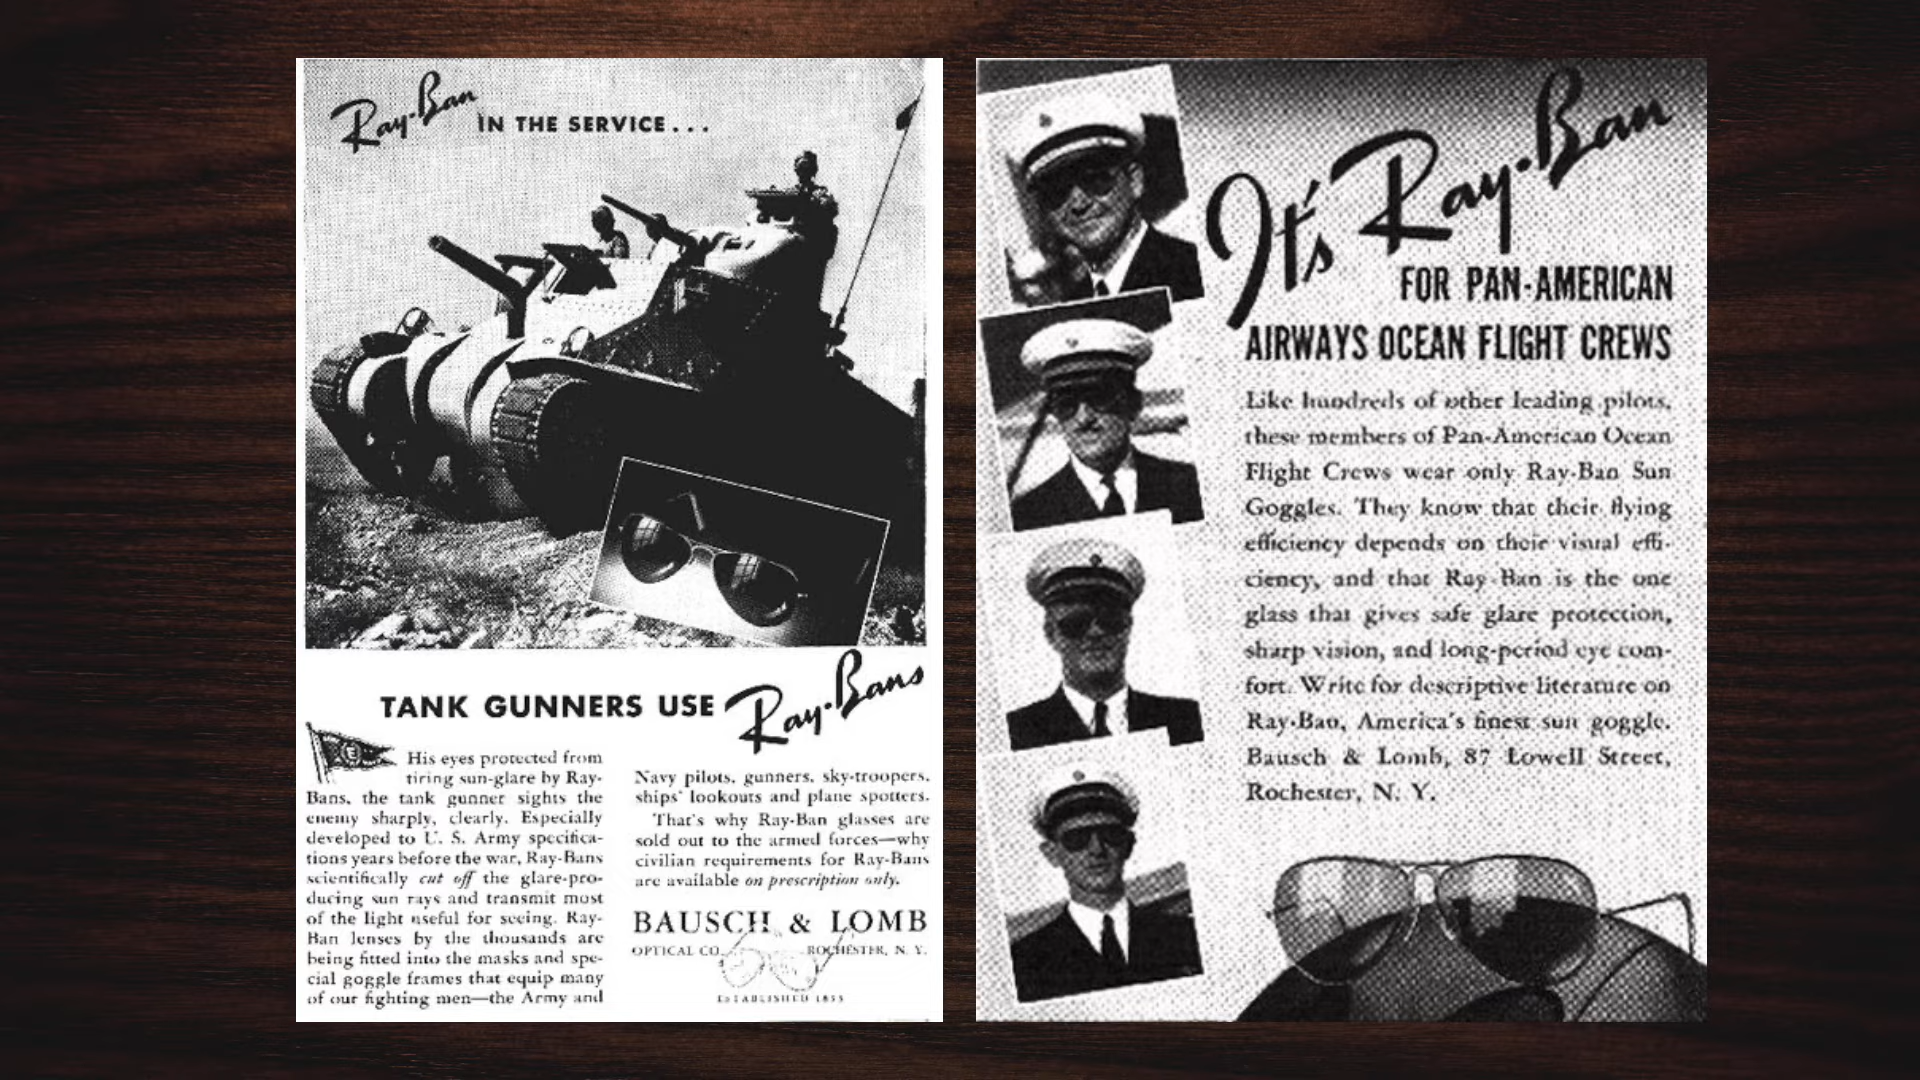 Ray-Ban IN THE SERVICE...
TANK GUNNERS USE Ray-Bans
E
His eyes protected from
tiring sun-glare by Ray-
Bans, the tank gunner sights the
enemy sharply, clearly. Especially
developed to U. S. Army specifica-
tions years before the war, Ray-Bans
scientifically cut off the glare-pro-
ducing sun rays and transmit most
of the light useful for seeing. Ray-
Ban lenses by the thousands are
being fitted into the masks and spe-
cial goggle frames that equip many
of our fighting men—the Army and
Navy pilots, gunners, sky-troopers,
ships' lookouts and plane spotters.
That's why Ray-Ban glasses are
sold out to the armed forces—why
civilian requirements for Ray-Bans
are available on prescription only.
BAUSCH & LOMB
OPTICAL CO. ROCHESTER, N. Y.
ESTABLISHED 1853
It's Ray-Ban
FOR PAN-AMERICAN
AIRWAYS OCEAN FLIGHT CREWS
Like hundreds of other leading pilots,
these members of Pan-American Ocean
Flight Crews wear only Ray-Ban Sun
Goggles. They know that their flying
efficiency depends on their visual effi-
ciency, and that Ray-Ban is the one
glass that gives safe glare protection,
sharp vision, and long-period eye com-
fort. Write for descriptive literature on
Ray-Ban, America's finest sun goggle.
Bausch & Lomb, 87 Lowell Street,
Rochester, N. Y.